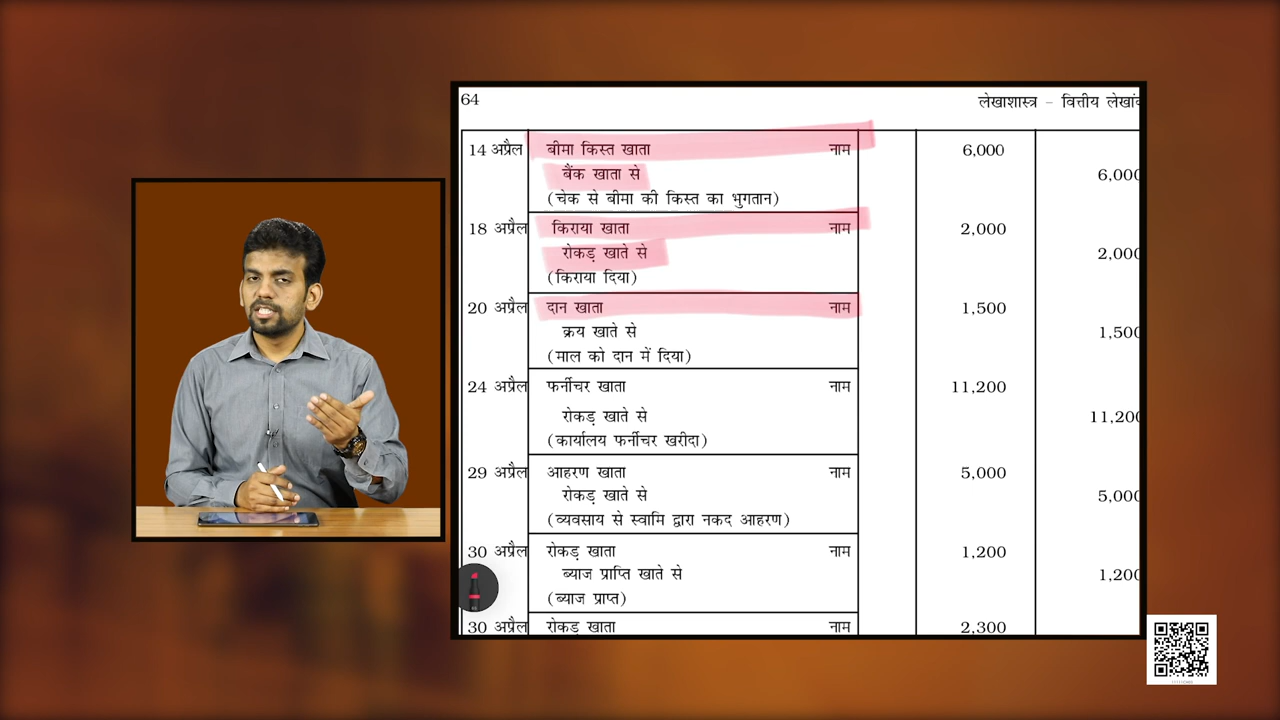 64 लेखाशास्त्र – वित्तीय लेखां
14 अप्रैल बीमा किस्त खाता नाम 6,000
बैंक खाता से 6,000
(चेक से बीमा की किस्त का भुगतान)
18 अप्रैल किराया खाता नाम 2,000
रोकड़ खाते से 2,000
(किराया दिया)
20 अप्रैल दान खाता नाम 1,500
क्रय खाते से 1,500
(माल को दान में दिया)
24 अप्रैल फर्नीचर खाता नाम 11,200
रोकड़ खाते से 11,200
(कार्यालय फर्नीचर खरीदा)
29 अप्रैल आहरण खाता नाम 5,000
रोकड़ खाते से 5,000
(व्यवसाय से स्वामि द्वारा नकद आहरण)
30 अप्रैल रोकड़ खाता नाम 1,200
ब्याज प्राप्ति खाते से 1,200
(ब्याज प्राप्त)
30 अप्रैल रोकड़ खाता नाम 2,300